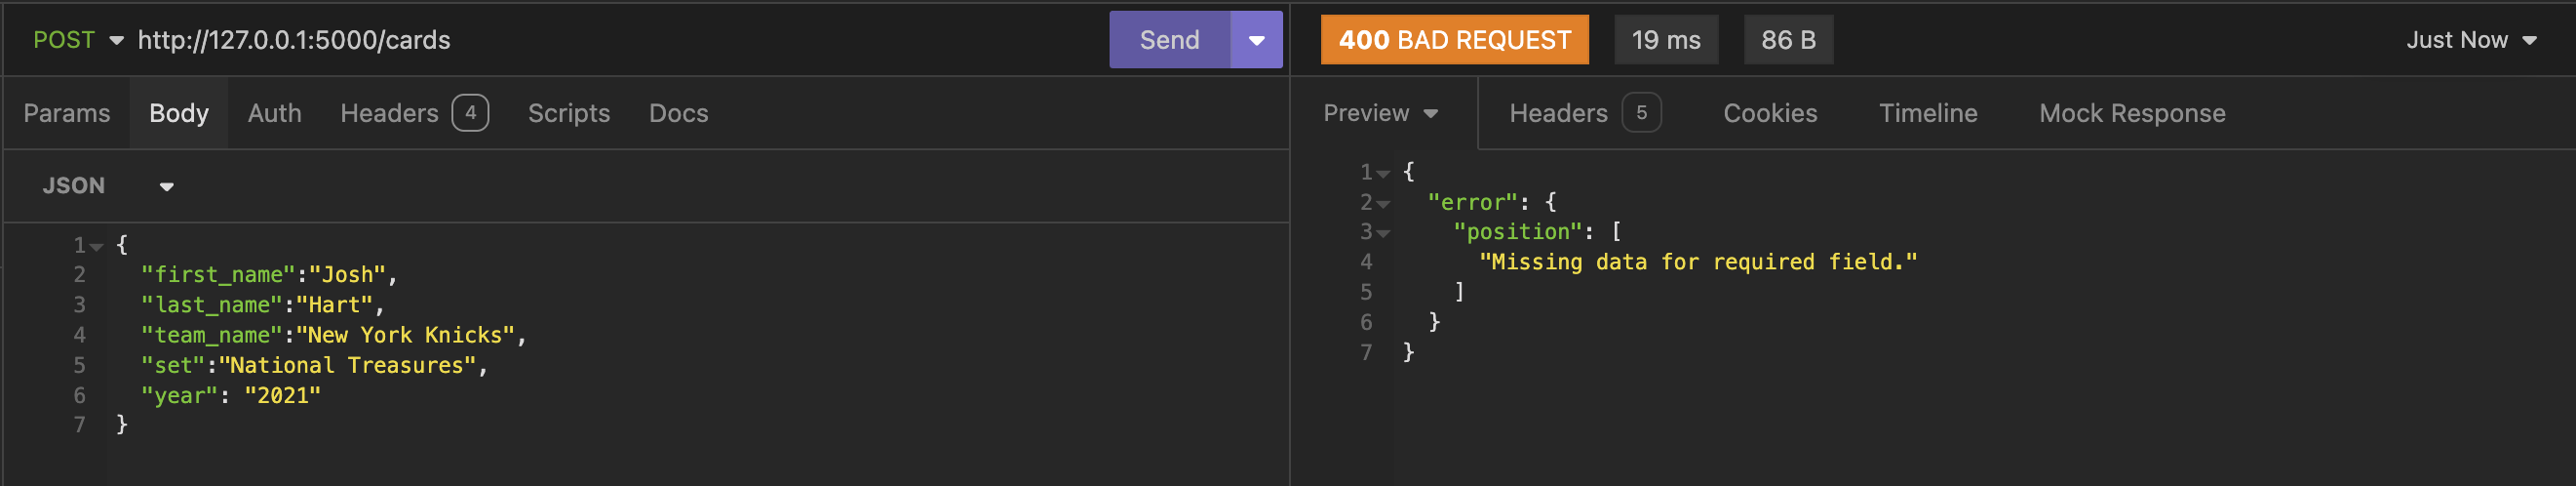 POST http://127.0.0.1:5000/cards Send
Params Body Auth Headers 4 Scripts Docs
JSON
1 {
2 "first_name":"Josh",
3 "last_name":"Hart",
4 "team_name":"New York Knicks",
5 "set":"National Treasures",
6 "year": "2021"
7 }
400 BAD REQUEST 19 ms 86 B Just Now
Preview Headers 5 Cookies Timeline Mock Response
1 {
2 "error": {
3 "position": [
4 "Missing data for required field."
5 ]
6 }
7 }